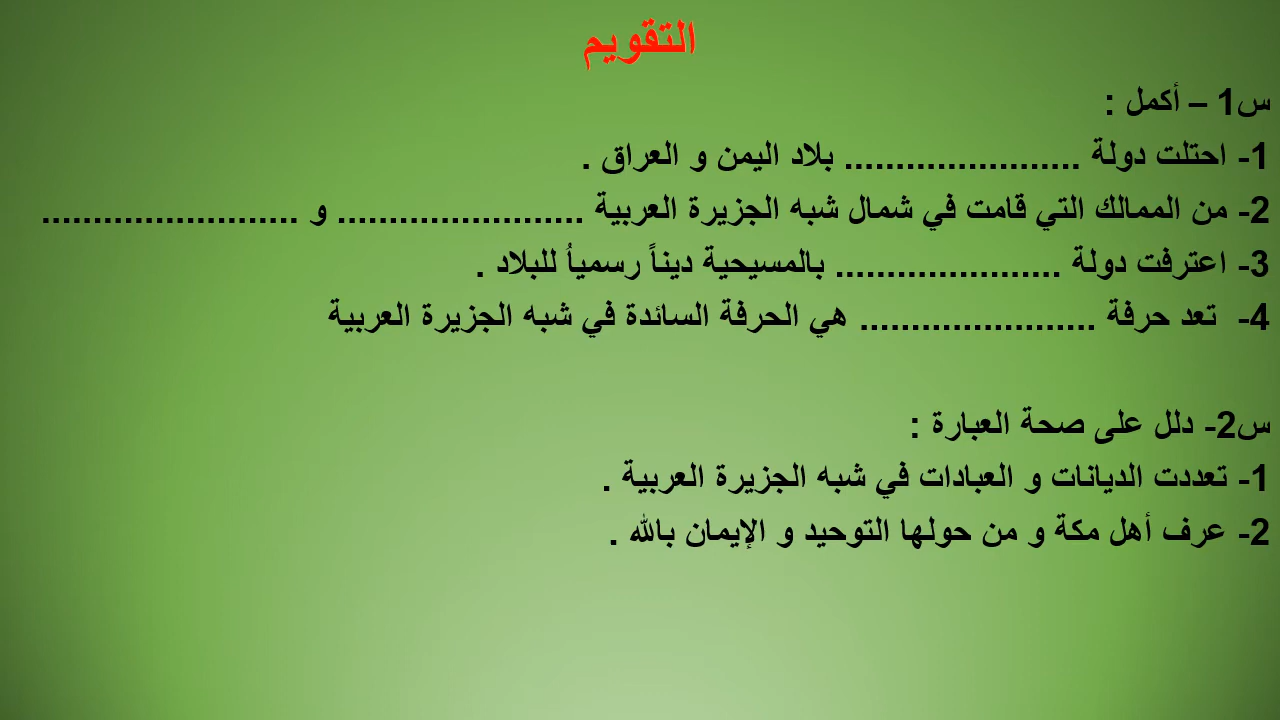 التقويم
س1 – أكمل :
1- احتلت دولة ....................... بلاد اليمن و العراق .
2- من الممالك التي قامت في شمال شبه الجزيرة العربية ........................ و .........................
3- اعترفت دولة ...................... بالمسيحية ديناً رسمياُ للبلاد .
4- تعد حرفة ....................... هي الحرفة السائدة في شبه الجزيرة العربية
س2- دلل على صحة العبارة :
1- تعددت الديانات و العبادات في شبه الجزيرة العربية .
2- عرف أهل مكة و من حولها التوحيد و الإيمان بالله .